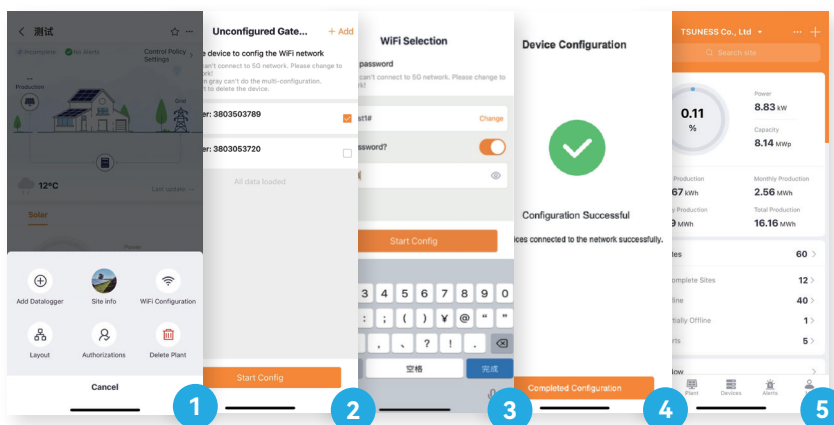 测试
Incomplete
No Alerts
Control Policy
Settings
Production
Grid
12°C
Last update
Solar
Power
Add Datalogger
Site info
WiFi Configuration
Layout
Authorizations
Delete Plant
Cancel
1
Unconfigured Gate...
+ Add
device to config the WiFi network
can't connect to 5G network. Please change to
gray can't do the multi-configuration.
to delete the device.
er: 3803503789
er: 3803053720
All data loaded
Start Config
2
WiFi Selection
password
can't connect to 5G network. Please change to
st1#
Change
ssword?
Start Config
3 4 5 6 7 8 9 0
: ; ( ) ¥ @ “ ”
, 、 ? ! .
空格
完成
3
Device Configuration
Configuration Successful
ices connected to the network successfully.
Completed Configuration
4
TSUNESS Co., Ltd
Search site
0.11
%
Power
8.83 kW
Capacity
8.14 MWp
Production
67 kWh
Monthly Production
2.56 MWh
y Production
9 MWh
Total Production
16.16 MWh
tes
60
omplete Sites
12
line
40
tially Offline
1
rts
5
low
Plant
Devices
Alerts
5